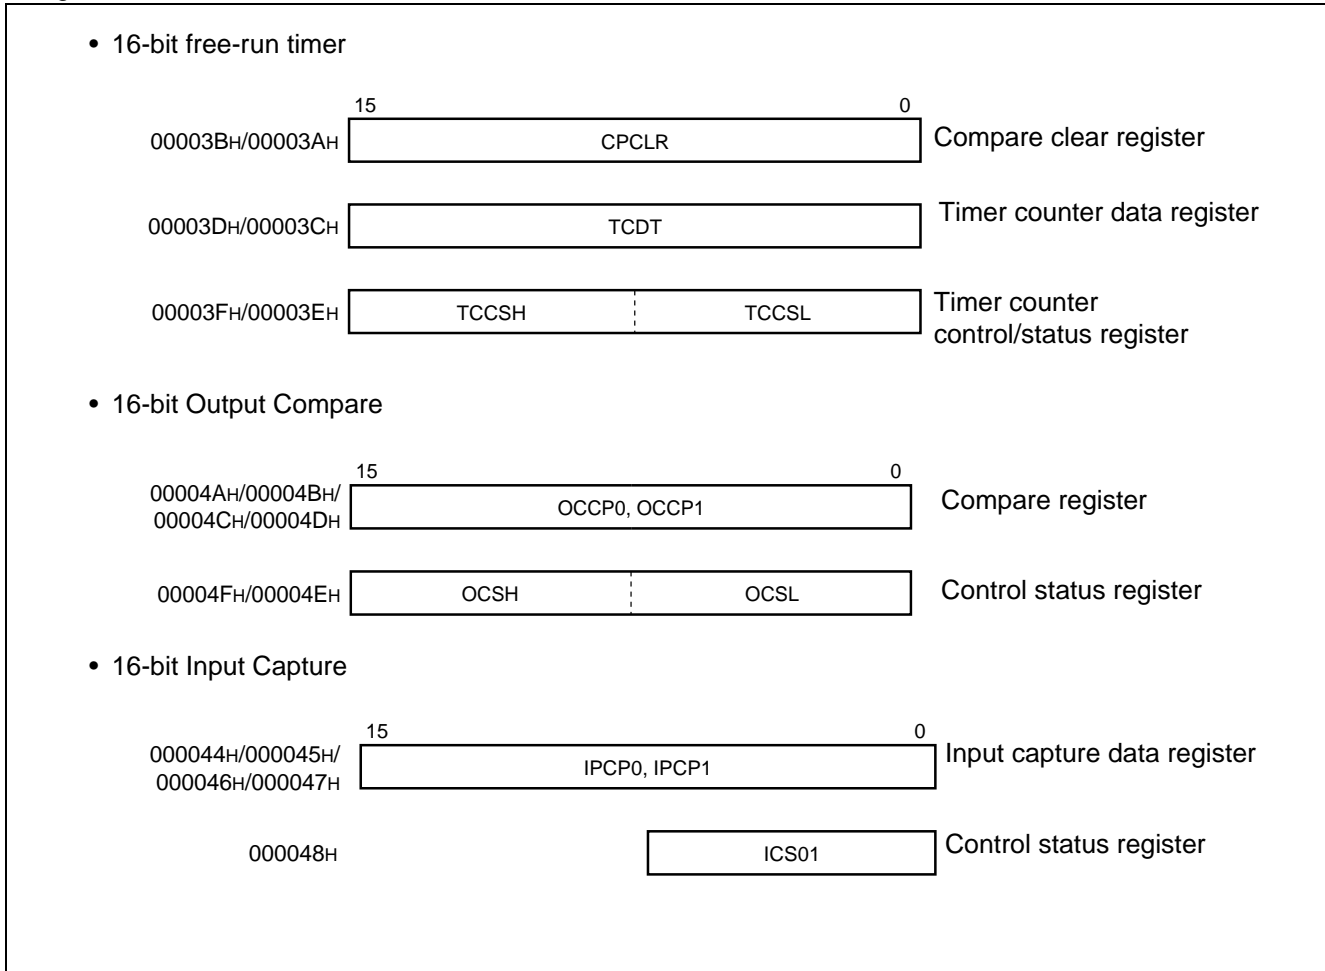 • 16-bit free-run timer
15 0
00003BH/00003AH CPCLR Compare clear register
00003DH/00003CH TCDT Timer counter data register
00003FH/00003EH TCCSH TCCSL Timer counter
control/status register
• 16-bit Output Compare
15 0
00004AH/00004BH/
00004CH/00004DH OCCP0, OCCP1 Compare register
00004FH/00004EH OCSH OCSL Control status register
• 16-bit Input Capture
15 0
000044H/000045H/
000046H/000047H IPCP0, IPCP1 Input capture data register
000048H ICS01 Control status register